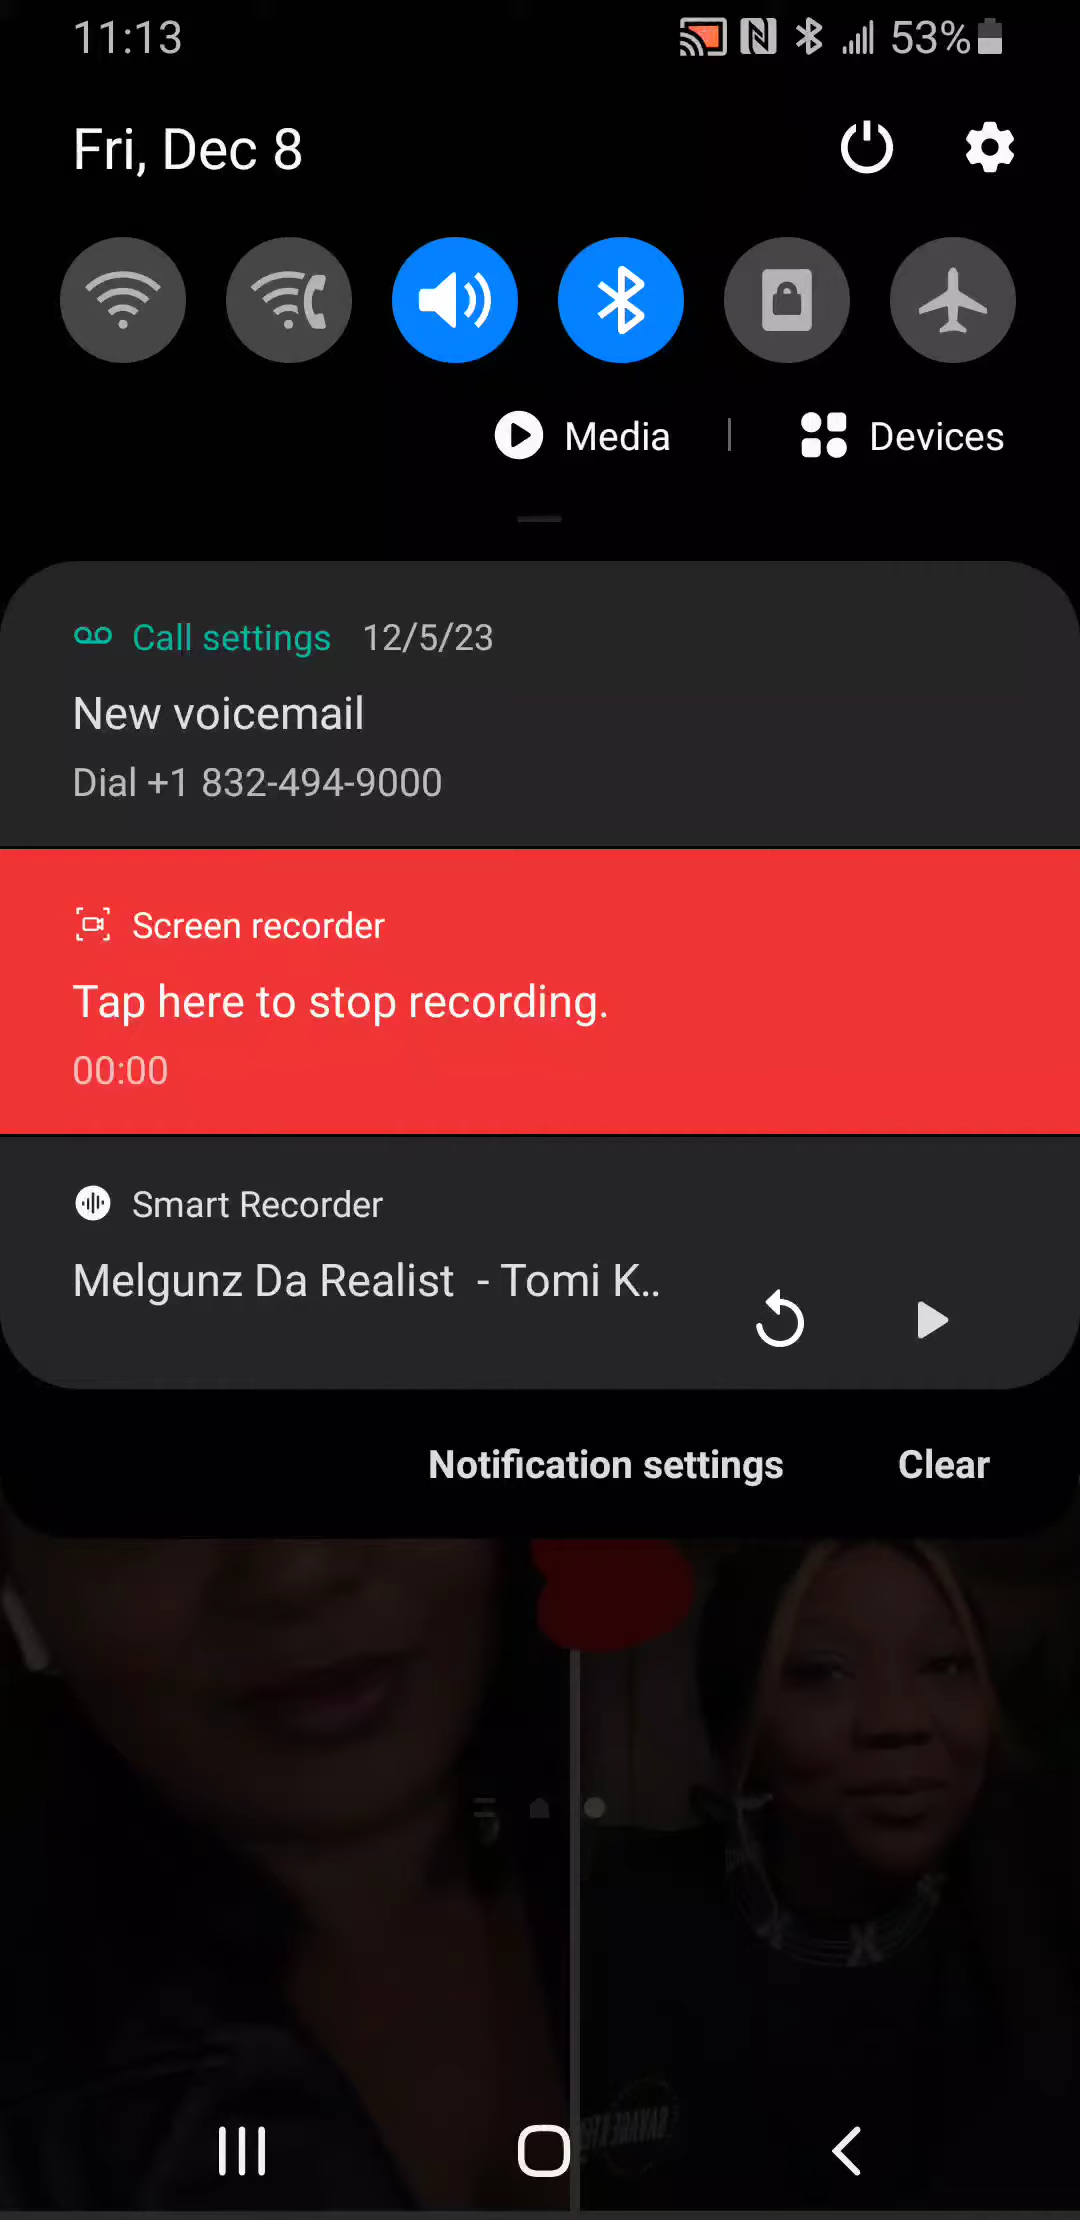 11:13
53%
Fri, Dec 8
Media | Devices
Call settings 12/5/23
New voicemail
Dial +1 832-494-9000
Screen recorder
Tap here to stop recording.
00:00
Smart Recorder
Melgunz Da Realist - Tomi K..
Notification settings
Clear